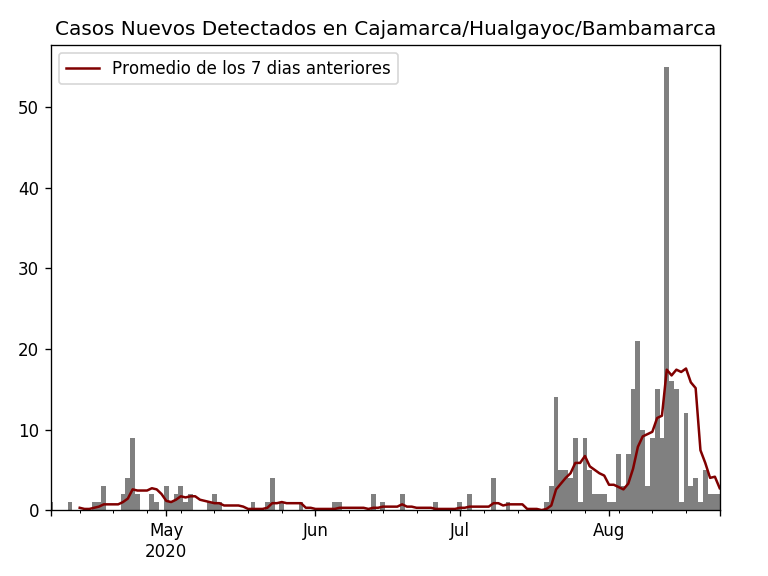 Casos Nuevos Detectados en Cajamarca/Hualgayoc/Bambamarca
Promedio de los 7 dias anteriores
50
40
30
20
10
0
May
2020
Jun
Jul
Aug